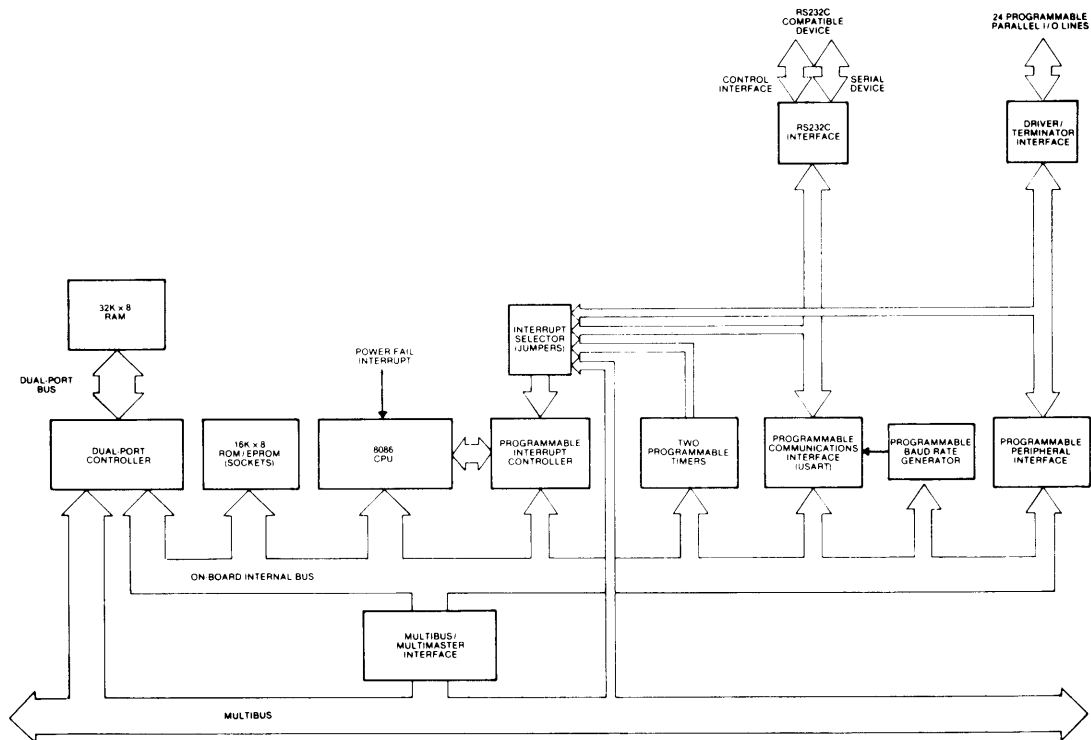 RS232C
COMPATIBLE
DEVICE
24 PROGRAMMABLE
PARALLEL I/O LINES
CONTROL
INTERFACE
SERIAL
DEVICE
RS232C
INTERFACE
DRIVER/
TERMINATOR
INTERFACE
32K × 8
RAM
INTERRUPT
SELECTOR
(JUMPERS)
POWER FAIL
INTERRUPT
DUAL-PORT
BUS
DUAL-PORT
CONTROLLER
16K × 8
ROM/EPROM
(SOCKETS)
8086
CPU
PROGRAMMABLE
INTERRUPT
CONTROLLER
TWO
PROGRAMMABLE
TIMERS
PROGRAMMABLE
COMMUNICATIONS
INTERFACE
(USART)
PROGRAMMABLE
BAUD RATE
GENERATOR
PROGRAMMABLE
PERIPHERAL
INTERFACE
ON-BOARD INTERNAL BUS
MULTIBUS/
MULTIMASTER
INTERFACE
MULTIBUS